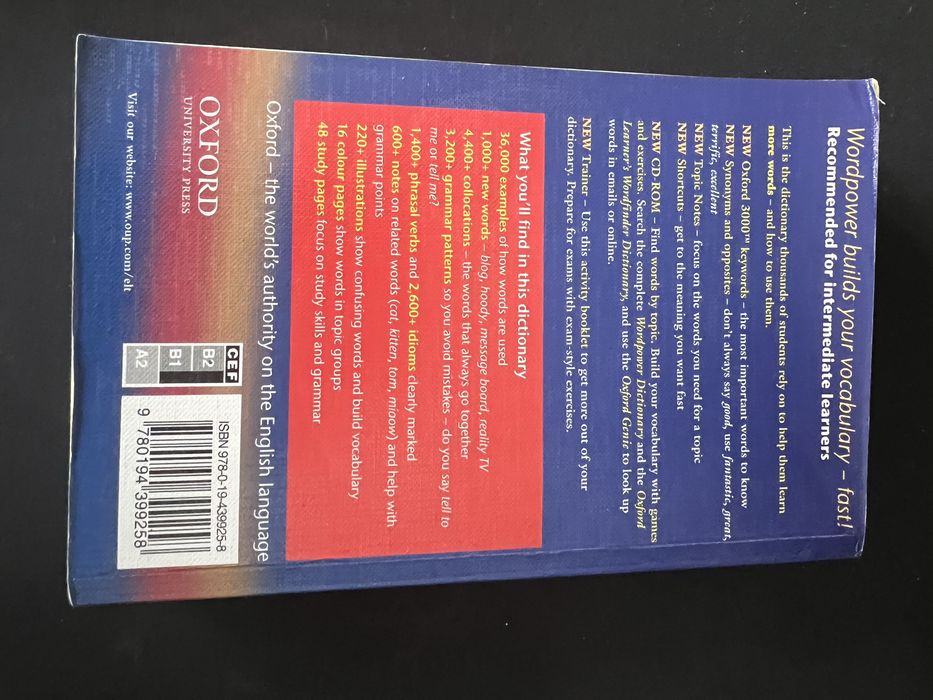 Wordpower builds your vocabulary – fast!
Recommended for intermediate learners
This is the dictionary thousands of students rely on to help them learn
more words – and how to use them.
NEW Oxford 3000™ keywords – the most important words to know
NEW Synonyms and opposites – don't always say good, use fantastic, great,
terrific, excellent
NEW Topic Notes – focus on the words you need for a topic
NEW Shortcuts – get to the meaning you want fast
NEW CD-ROM – Find words by topic. Build your vocabulary with games
and exercises. Search the complete Wordpower Dictionary and the Oxford
Learner's Wordfinder Dictionary, and use the Oxford Genie to look up
words in emails or online.
NEW Trainer – Use this activity booklet to get more out of your
dictionary. Prepare for exams with exam-style exercises.
What you'll find in this dictionary
36,000 examples of how words are used
1,000+ new words – blog, hoody, message board, reality TV
4,400+ collocations – the words that always go together
3,200+ grammar patterns so you avoid mistakes – do you say tell to
me or tell me?
1,400+ phrasal verbs and 2,600+ idioms clearly marked
600+ notes on related words (cat, kitten, tom, miaow) and help with
grammar points
220+ illustrations show confusing words and build vocabulary
16 colour pages show words in topic groups
48 study pages focus on study skills and grammar
Oxford – the world's authority on the English language
OXFORD
UNIVERSITY PRESS
Visit our website: www.oup.com/elt
CEF
B2
B1
A2
ISBN 978-0-19-439925-8
9 780194 399258